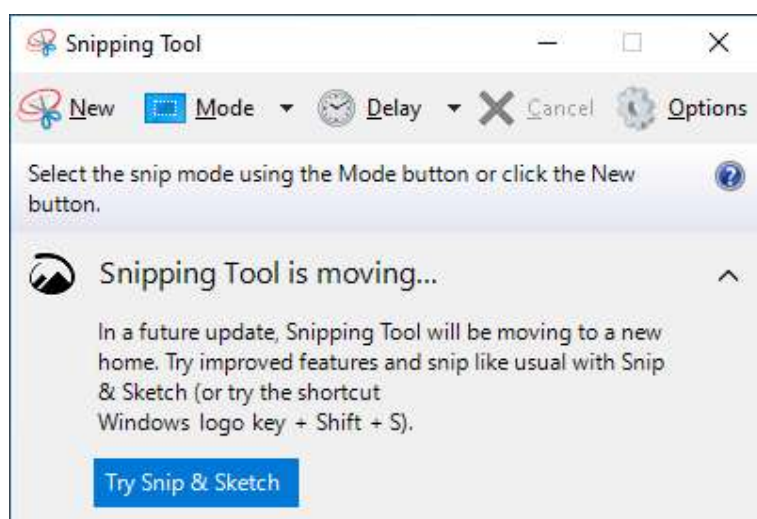 Snipping Tool
New Mode Delay Cancel Options
Select the snip mode using the Mode button or click the New
button.
Snipping Tool is moving...
In a future update, Snipping Tool will be moving to a new
home. Try improved features and snip like usual with Snip
& Sketch (or try the shortcut
Windows logo key + Shift + S).
Try Snip & Sketch